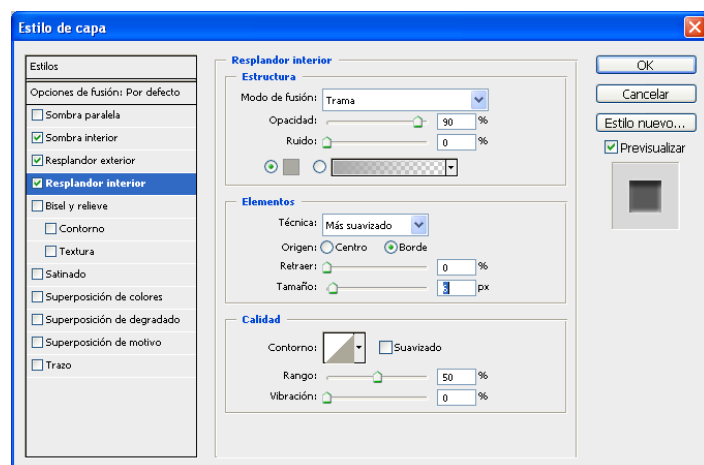 Estilo de capa
Estilos
Opciones de fusión: Por defecto
Sombra paralela
Sombra interior
Resplandor exterior
Resplandor interior
Bisel y relieve
Contorno
Textura
Satinado
Superposición de colores
Superposición de degradado
Superposición de motivo
Trazo
Resplandor interior
Estructura
Modo de fusión: Trama
Opacidad: 90 %
Ruido: 0 %
Elementos
Técnica: Más suavizado
Origen: Centro Borde
Retraer: 0 %
Tamaño: px
Calidad
Contorno: Suavizado
Rango: 50 %
Vibración: 0 %
OK
Cancelar
Estilo nuevo...
Previsualizar